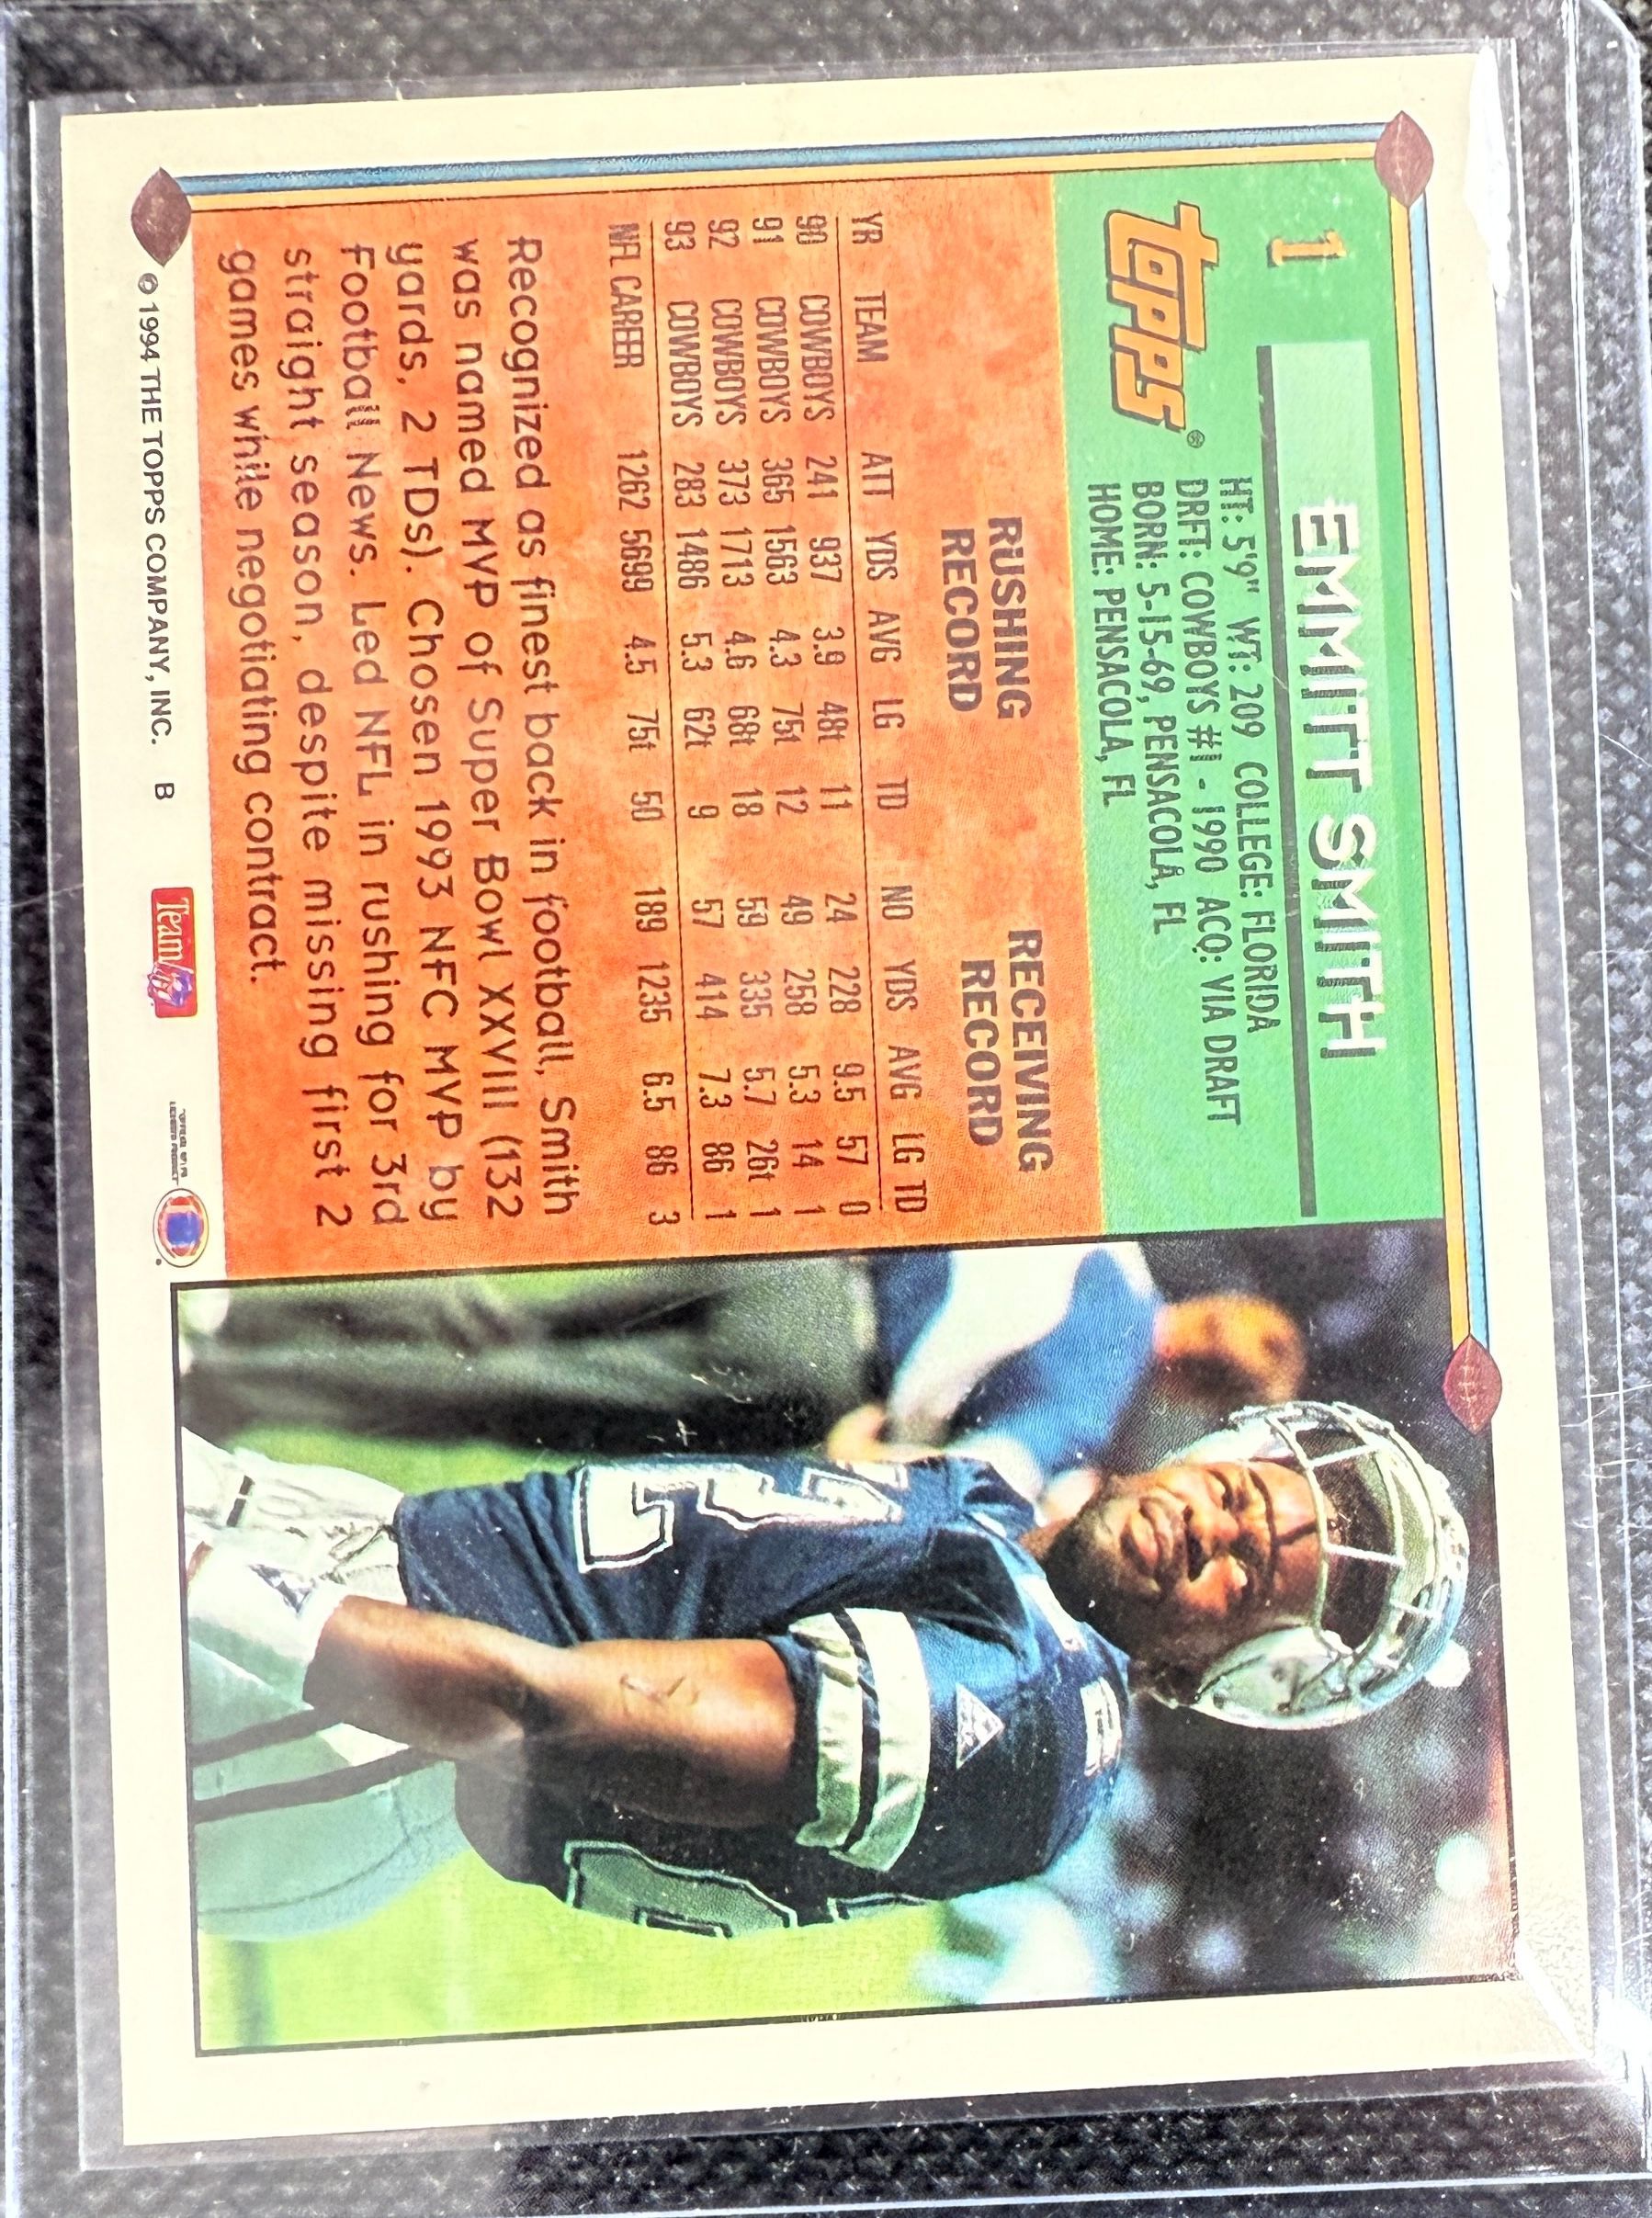 1
EMMITT SMITH
TOPPS®
HT: 5'9" WT: 209 COLLEGE: FLORIDA
DRFT: COWBOYS #1 - 1990 ACQ: VIA DRAFT
BORN: 5-15-69, PENSACOLA, FL
HOME: PENSACOLA, FL
RUSHING RECORD
RECEIVING RECORD
YR TEAM ATT YDS AVG LG TD NO YDS AVG LG TD
90 COWBOYS 241 937 3.9 48t 11 24 228 9.5 57 0
91 COWBOYS 365 1563 4.3 75t 12 49 258 5.3 14 1
92 COWBOYS 373 1713 4.6 68t 18 59 335 5.7 26t 1
93 COWBOYS 283 1486 5.3 62t 9 57 414 7.3 86 1
NFL CAREER 1262 5699 4.5 75t 50 189 1235 6.5 86 3
Recognized as finest back in football, Smith
was named MVP of Super Bowl XXVIII (132
yards, 2 TDs). Chosen 1993 NFC MVP by
Football News. Led NFL in rushing for 3rd
straight season, despite missing first 2
games while negotiating contract.
© 1994 THE TOPPS COMPANY, INC. B
Team NFL